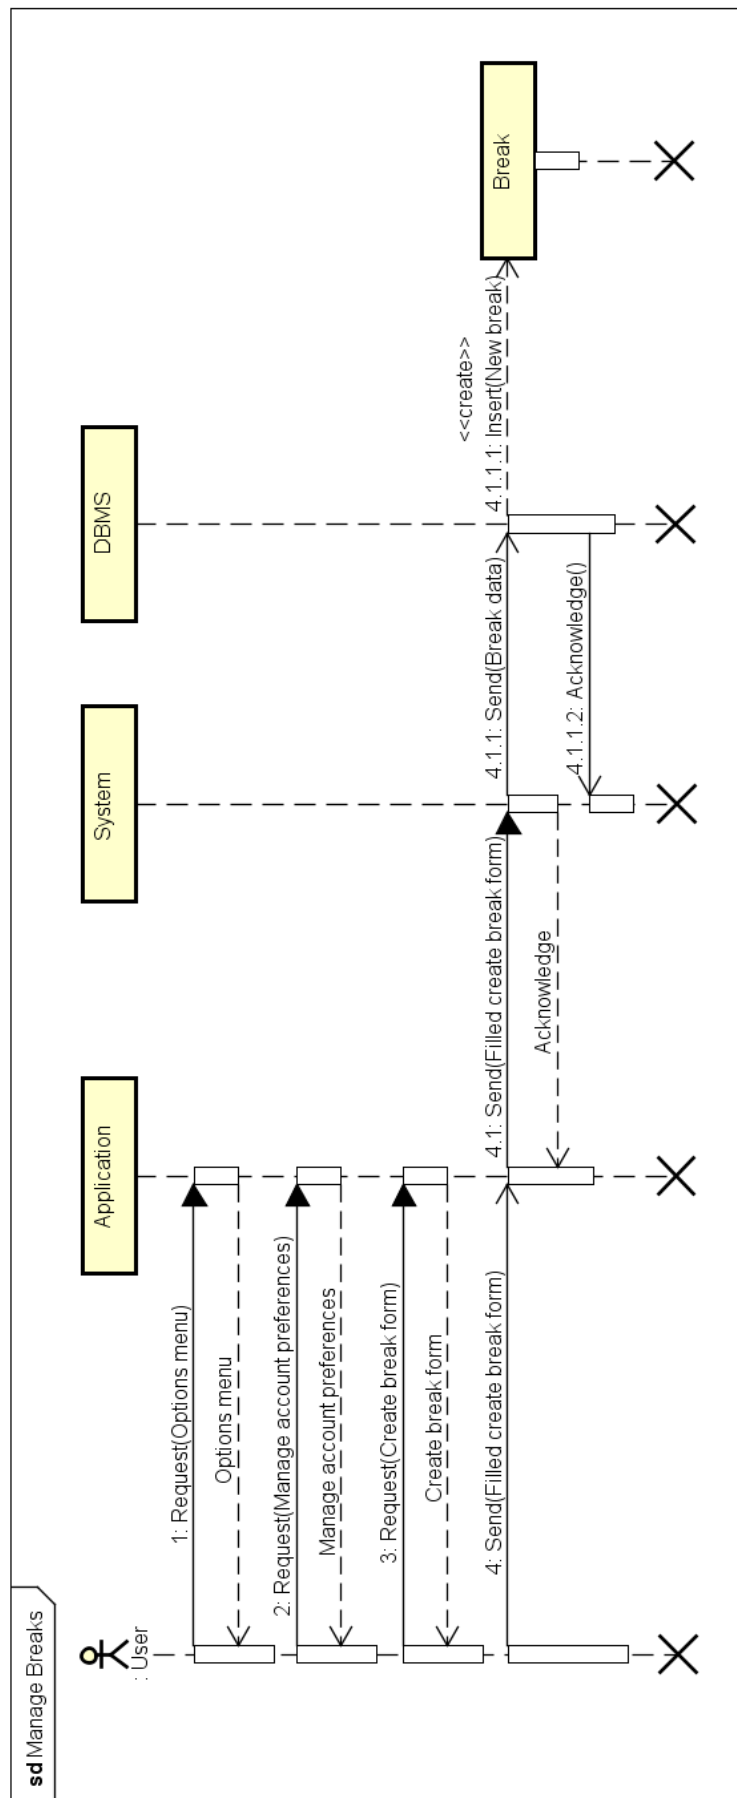 sd Manage Breaks
: User
Application
System
DBMS
1: Request(Options menu)
Options menu
2: Request(Manage account preferences)
Manage account preferences
3: Request(Create break form)
Create break form
4: Send(Filled create break form)
4.1: Send(Filled create break form)
4.1.1: Send(Break data)
<<create>>
4.1.1.1: Insert(New break)
Break
Acknowledge
4.1.1.2: Acknowledge()